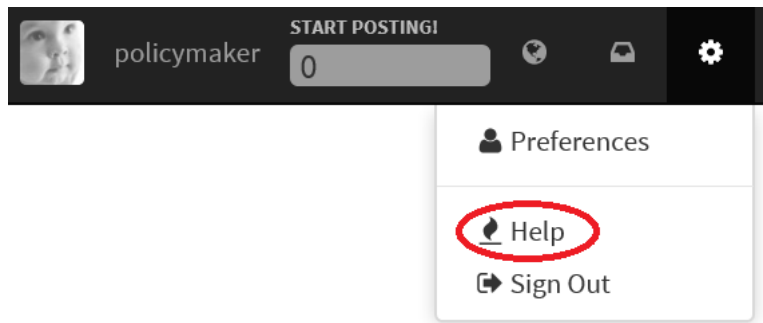 START POSTING!
policymaker
0
Preferences
Help
Sign Out